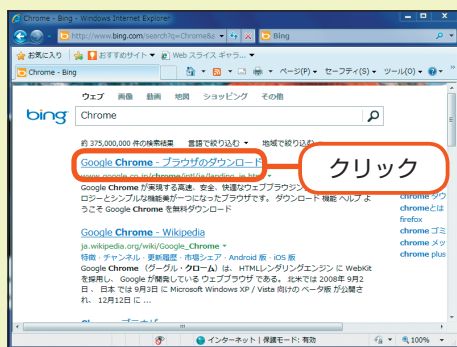 Chrome - Bing - Windows Internet Explorer
http://www.bing.com/search?q=Chrome&s
Bing
お気に入り
おすすめサイト
Web スライス ギャラ...
Chrome - Bing
ページ(P)
セーフティ(S)
ツール(O)
ウェブ 画像 動画 地図 ショッピング その他
bing
Chrome
約 375,000,000 件の検索結果 言語で絞り込む 地域で絞り込む
Google Chrome - ブラウザのダウンロード
クリック
www.google.co.jp/chrome/intl/ja/landing_ie.html
Google Chrome が実現する高速、安全、快適なウェブブラウジン
ロジーとシンプルな機能美が一つになったブラウザです。 ダウンロード 機能 ヘルプ よ
うこそ Google Chrome を無料ダウンロード
chrome ダウ
chromeとは
firefox
chrome ゴミ
chrome メッ
chrome plus
Google Chrome - Wikipedia
ja.wikipedia.org/wiki/Google_Chrome
特徴 · チャンネル · 更新履歴 · 市場シェア · Android 版 · iOS 版
Google Chrome （グーグル・クローム）は、 HTMLレンダリングエンジン に WebKit
を採用し、 Google が開発している ウェブブラウザ である。 北米では 2008年 9月2
日 、 日本 では 9月3日 に Microsoft Windows XP / Vista 向けの ベータ版 が公開さ
れ、 12月12日 に ...
インターネット | 保護モード: 有効
100%